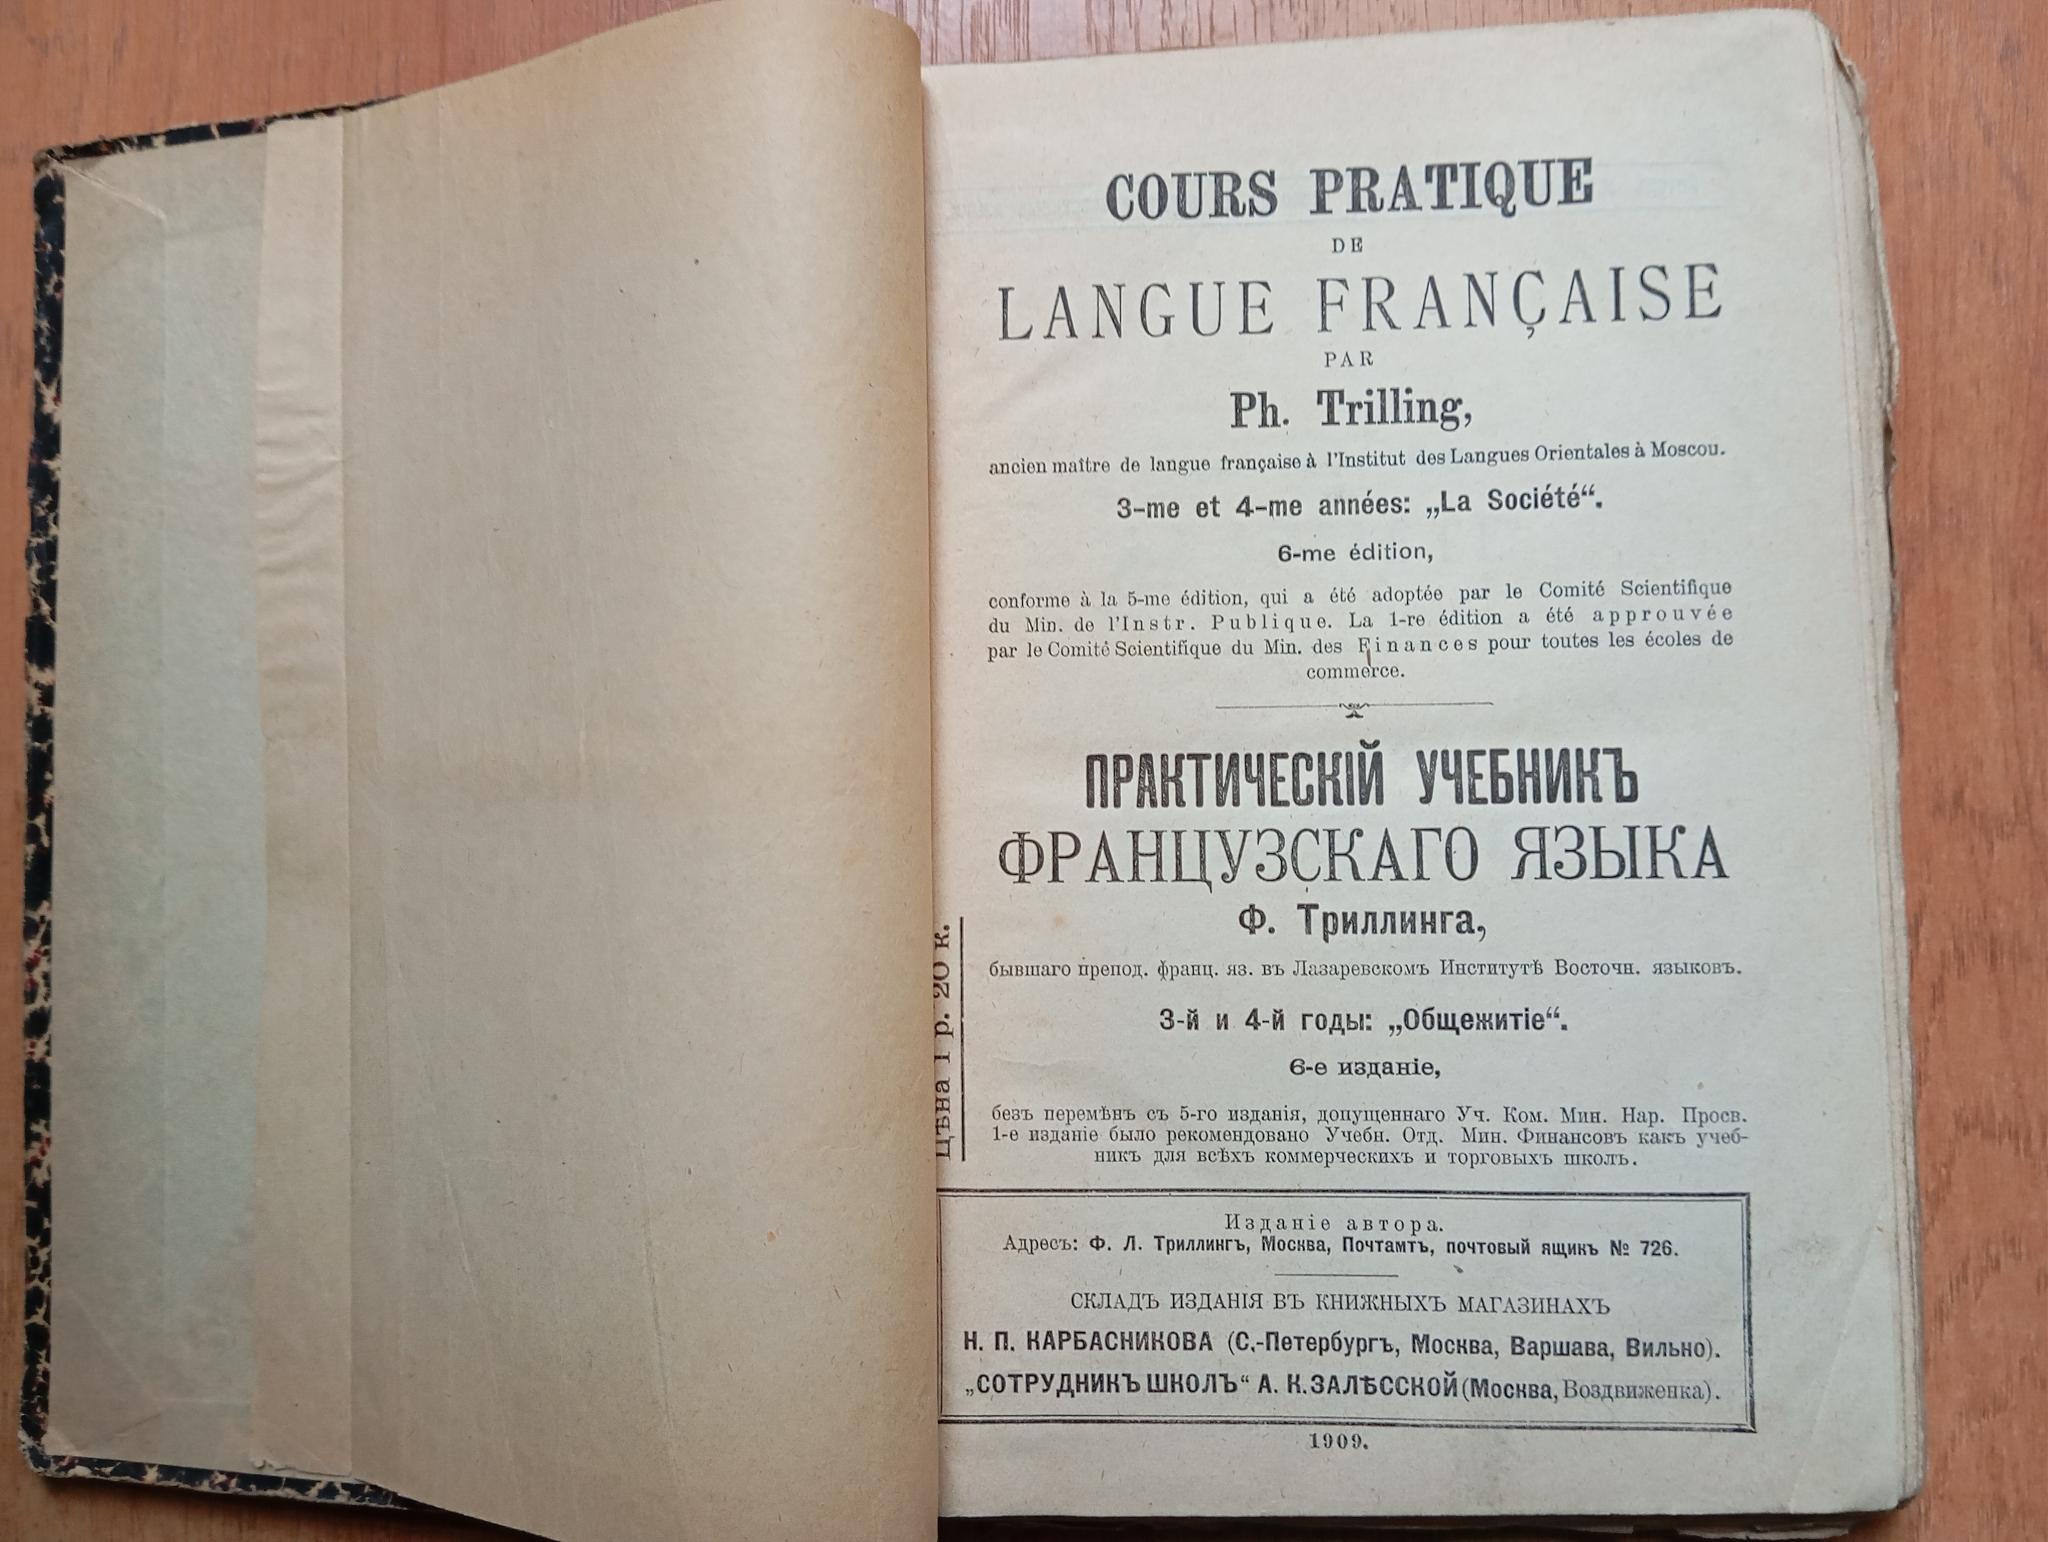 COURS PRATIQUE
DE
LANGUE FRANÇAISE
PAR
Ph. Trilling,
ancien maître de langue française à l'Institut des Langues Orientales à Moscou.
3-me et 4-me années: „La Société“.
6-me édition,
conforme à la 5-me édition, qui a été adoptée par le Comité Scientifique
du Min. de l'Instr. Publique. La 1-re édition a été approuvée
par le Comité Scientifique du Min. des Finances pour toutes les écoles de
commerce.
ПРАКТИЧЕСКІЙ УЧЕБНИКЪ
ФРАНЦУЗСКАГО ЯЗЫКА
Ф. Триллинга,
бывшаго препод. франц. яз. въ Лазаревскомъ Институтѣ Восточн. языковъ.
3-й и 4-й годы: „Общежитіе“.
6-е изданіе,
безъ перемѣнъ съ 5-го изданія, допущеннаго Уч. Ком. Мин. Нар. Просв.
1-е изданіе было рекомендовано Учебн. Отд. Мин. Финансовъ какъ учеб-
никъ для всѣхъ коммерческихъ и торговыхъ школъ.
Цѣна 1 р. 20 к.
Изданіе автора.
Адресъ: Ф. Л. Триллингъ, Москва, Почтамтъ, почтовый ящикъ № 726.
СКЛАДЪ ИЗДАНІЯ ВЪ КНИЖНЫХЪ МАГАЗИНАХЪ
Н. П. КАРБАСНИКОВА (С.-Петербургъ, Москва, Варшава, Вильно).
„СОТРУДНИКЪ ШКОЛЪ“ А. К. ЗАЛѢССКОЙ (Москва, Воздвиженка).
1909.